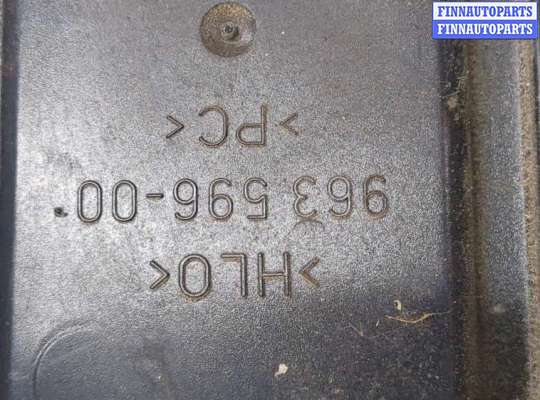 FINNAUTOPARTS
FINNAUTOPARTS
>HLO<
963 596-00
>PC<